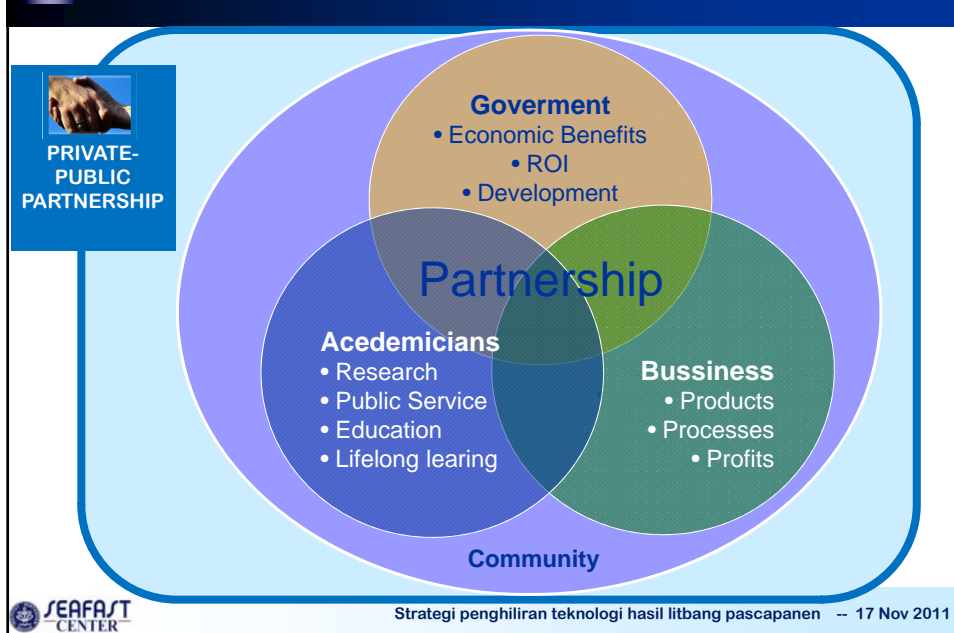 PRIVATE-
PUBLIC
PARTNERSHIP
Goverment
• Economic Benefits
• ROI
• Development
Partnership
Acedemicians
• Research
• Public Service
• Education
• Lifelong learing
Bussiness
• Products
• Processes
• Profits
Community
SEAFAST
CENTER
Strategi penghiliran teknologi hasil litbang pascapanen -- 17 Nov 2011